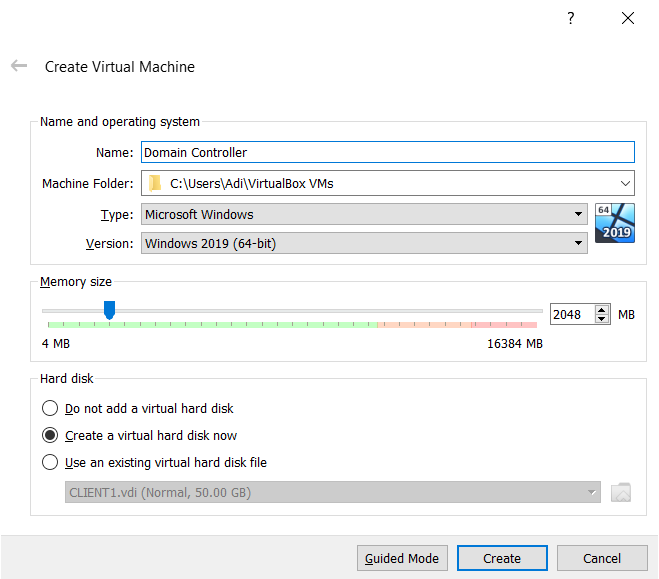 ?
Create Virtual Machine
Name and operating system
Name: Domain Controller
Machine Folder: C:\Users\Adi\VirtualBox VMs
Type: Microsoft Windows
64
2019
Version: Windows 2019 (64-bit)
Memory size
2048 MB
4 MB 16384 MB
Hard disk
Do not add a virtual hard disk
Create a virtual hard disk now
Use an existing virtual hard disk file
CLIENT1.vdi (Normal, 50.00 GB)
Guided Mode Create Cancel